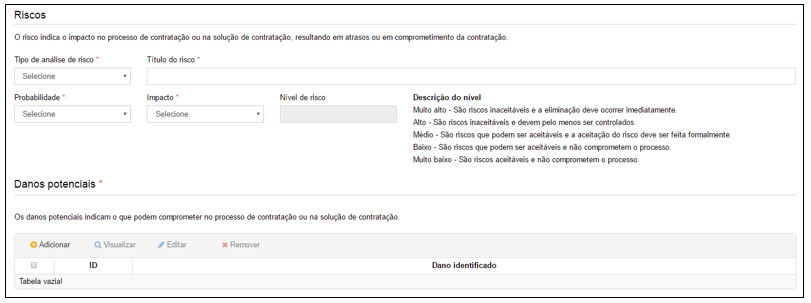 Riscos
O risco indica o impacto no processo de contratação ou na solução de contratação, resultando em atrasos ou em comprometimento da contratação.
Tipo de análise de risco * Título do risco *
Selecione
Probabilidade * Impacto * Nível de risco Descrição do nível
Selecione Selecione
Muito alto - São riscos inaceitáveis e a eliminação deve ocorrer imediatamente.
Alto - São riscos inaceitáveis e devem pelo menos ser controlados.
Médio - São riscos que podem ser aceitáveis e a aceitação do risco deve ser feita formalmente.
Baixo - São riscos que podem ser aceitáveis e não comprometem o processo.
Muito baixo - São riscos aceitáveis e não comprometem o processo.
Danos potenciais *
Os danos potenciais indicam o que podem comprometer no processo de contratação ou na solução de contratação.
Adicionar Visualizar Editar Remover
ID Dano identificado
Tabela vazia!